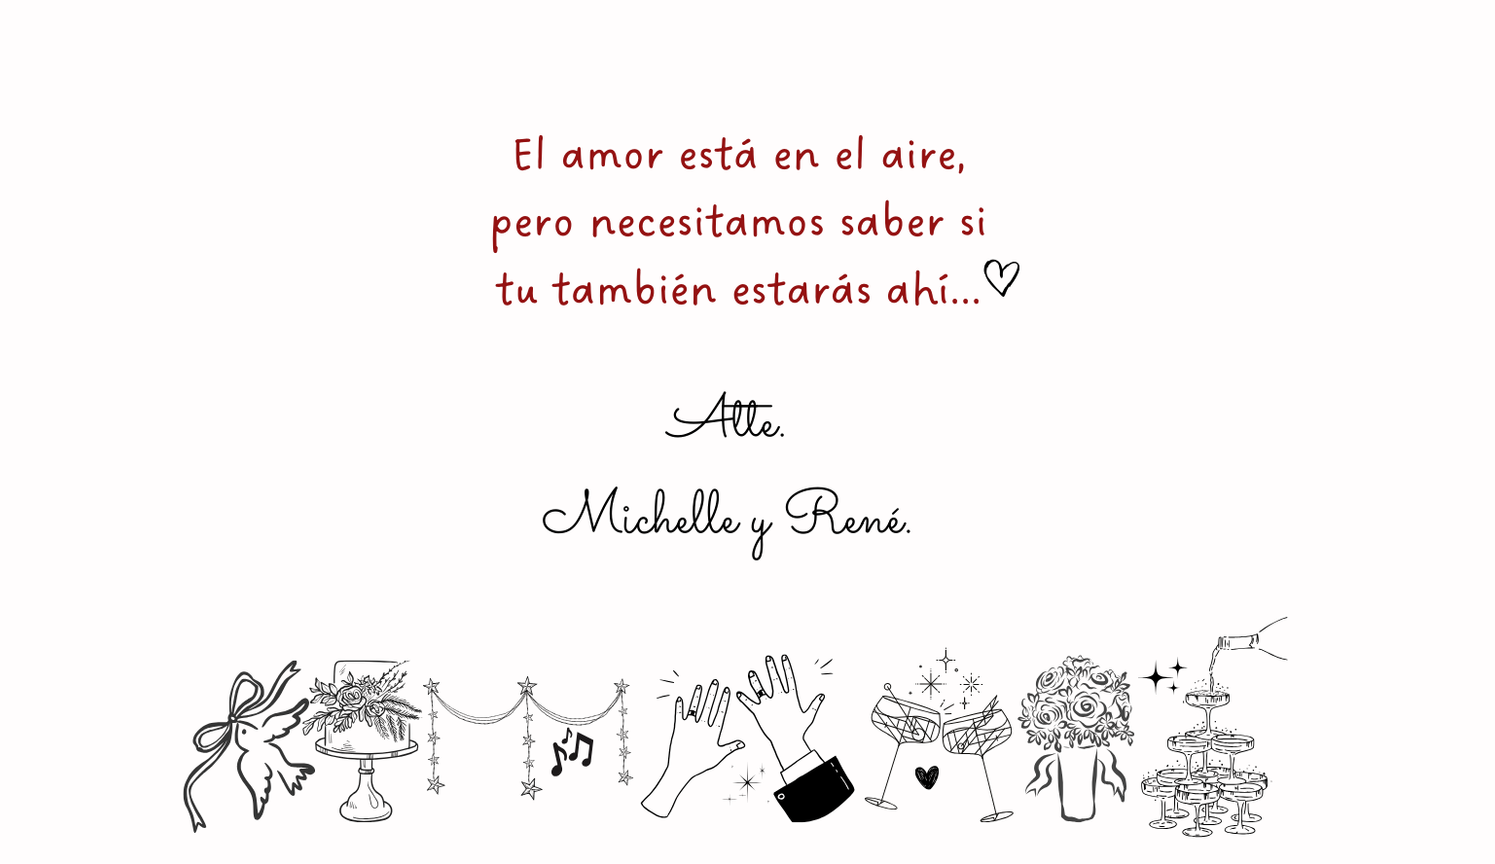 El amor está en el aire,
pero necesitamos saber si
tu también estarás ahí...
Atte.
Michelle y René.